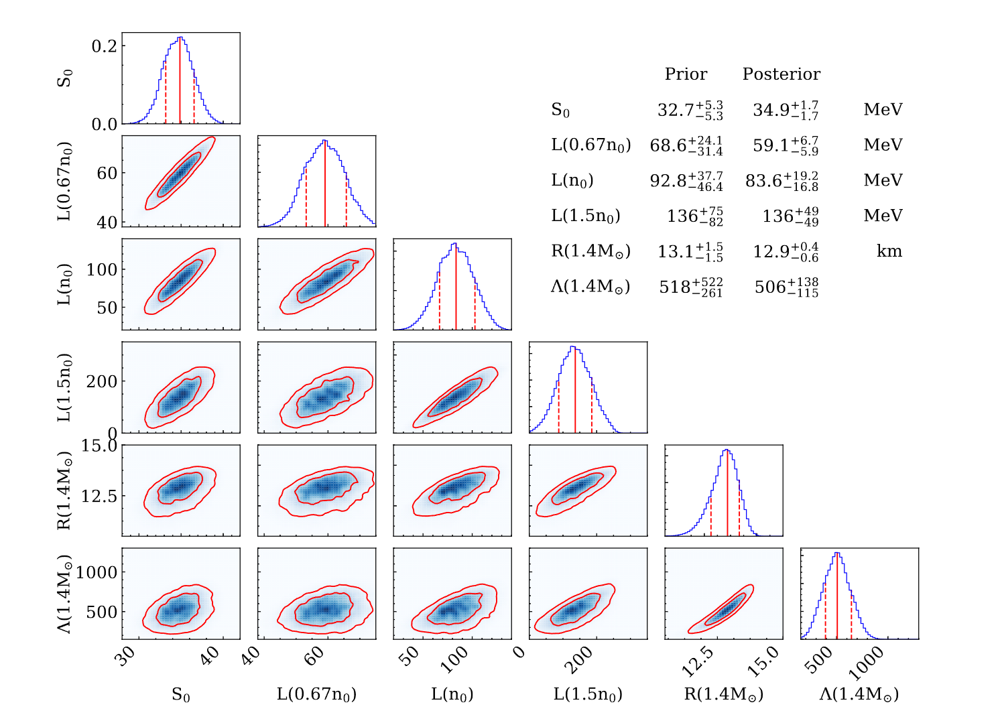 Prior Posterior
S₀ 32.7⁺⁵·³₋₅.₃ 34.9⁺¹·⁷₋₁.₇ MeV
L(0.67n₀) 68.6⁺²⁴·¹₋₃₁.₄ 59.1⁺⁶·⁷₋₅.₉ MeV
L(n₀) 92.8⁺³⁷·⁷₋₄₆.₄ 83.6⁺¹⁹·²₋₁₆.₈ MeV
L(1.5n₀) 136⁺⁷⁵₋₈₂ 136⁺⁴⁹₋₄₉ MeV
R(1.4M⊙) 13.1⁺¹·⁵₋₁.₅ 12.9⁺⁰·⁴₋₀.₆ km
Λ(1.4M⊙) 518⁺⁵²²₋₂₆₁ 506⁺¹³⁸₋₁₁₅
S₀
0.2
0.0
L(0.67n₀)
60
40
L(n₀)
100
50
L(1.5n₀)
200
0
R(1.4M⊙)
15.0
12.5
Λ(1.4M⊙)
1000
500
30 40 40 60 50 100 0 200 12.5 15.0 500 1000
S₀ L(0.67n₀) L(n₀) L(1.5n₀) R(1.4M⊙) Λ(1.4M⊙)